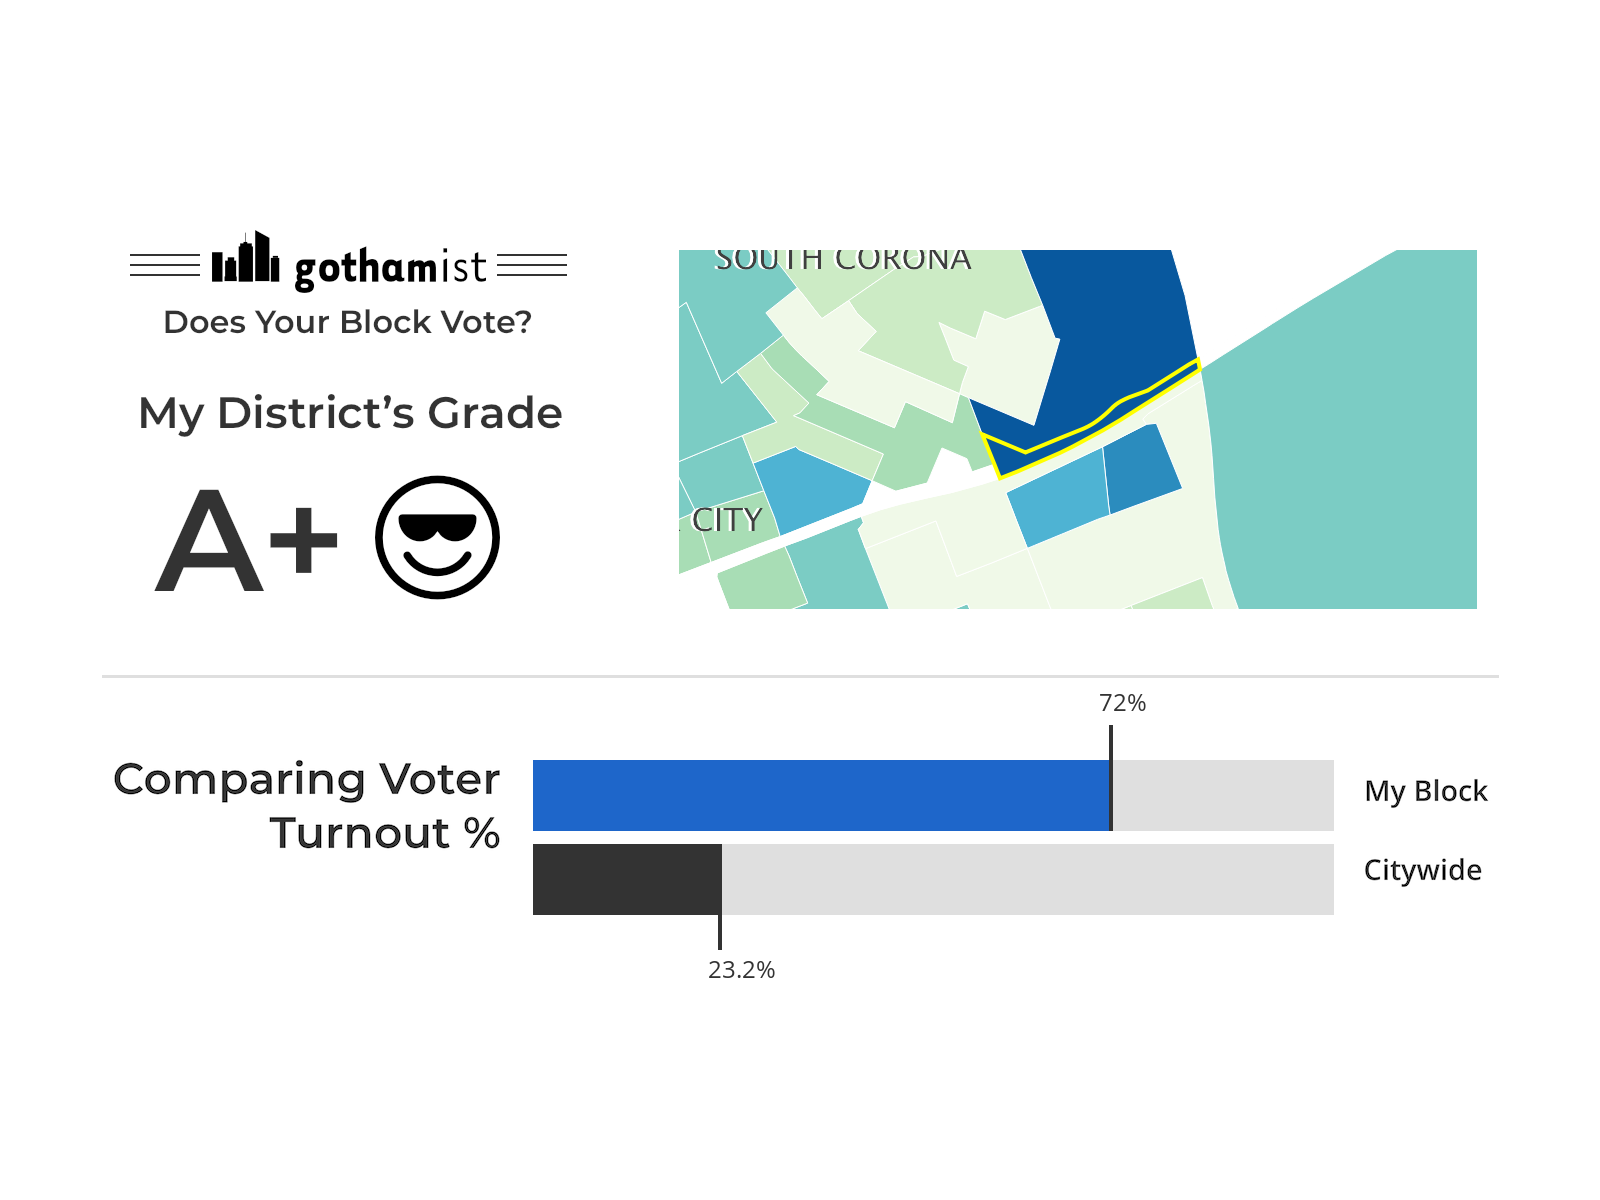 gothamist
Does Your Block Vote?
My District’s Grade
A+
SOUTH CORONA
CITY
72%
Comparing Voter
Turnout %
My Block
Citywide
23.2%